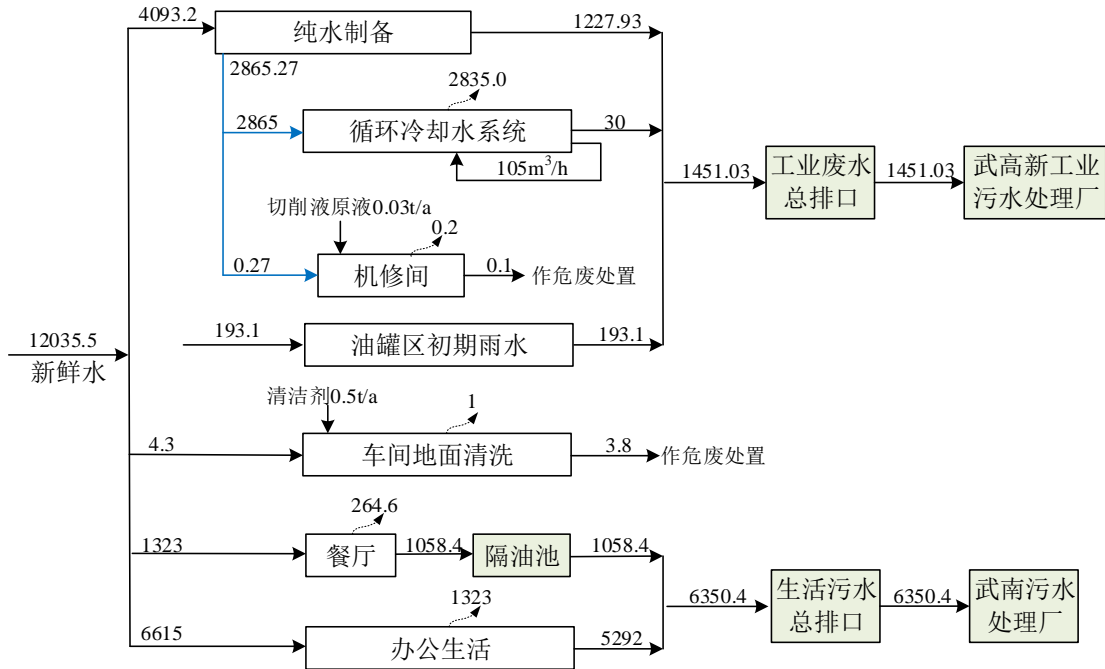 4093.2
纯水制备
1227.93
2865.27
2835.0
2865
循环冷却水系统
30
105m³/h
1451.03
工业废水
总排口
1451.03
武高新工业
污水处理厂
切削液原液0.03t/a
0.2
0.27
机修间
0.1
作危废处置
12035.5
新鲜水
193.1
油罐区初期雨水
193.1
清洁剂0.5t/a
1
4.3
车间地面清洗
3.8
作危废处置
264.6
1323
餐厅
1058.4
隔油池
1058.4
1323
6615
办公生活
5292
6350.4
生活污水
总排口
6350.4
武南污水
处理厂